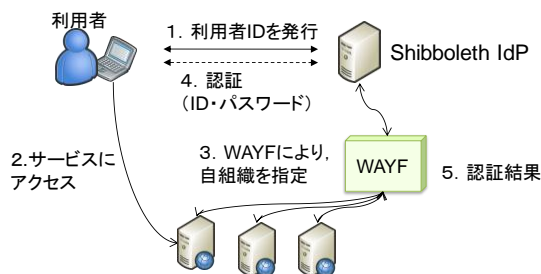 利用者
1. 利用者IDを発行
Shibboleth IdP
4. 認証
(ID・パスワード)
2.サービスに
アクセス
3. WAYFにより,
自組織を指定
WAYF
5. 認証結果